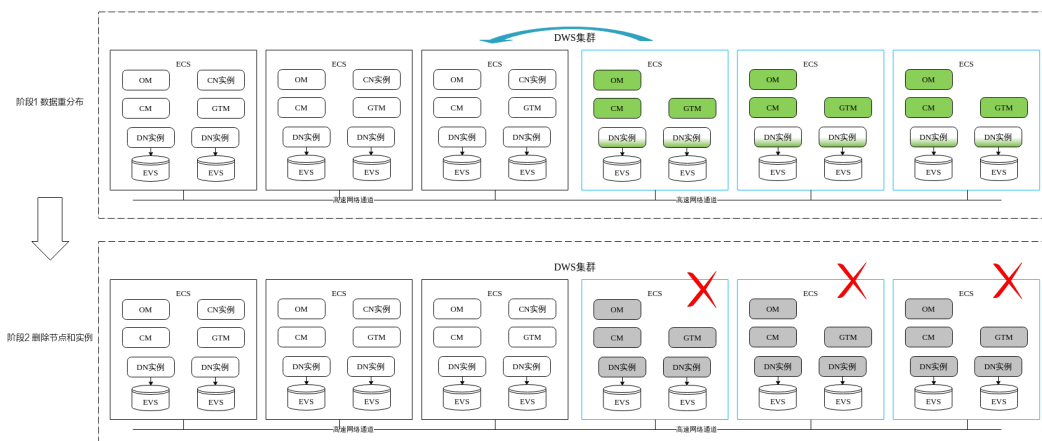 DWS集群
ECS ECS ECS ECS ECS ECS
OM CN实例 OM CN实例 OM CN实例 OM OM OM
阶段1 数据重分布
CM GTM CM GTM CM GTM CM GTM CM GTM CM GTM
DN实例 DN实例 DN实例 DN实例 DN实例 DN实例 DN实例 DN实例 DN实例 DN实例 DN实例 DN实例
EVS EVS EVS EVS EVS EVS EVS EVS EVS EVS EVS EVS
高速网络通道 高速网络通道
DWS集群
ECS ECS ECS ECS ECS ECS
OM CN实例 OM CN实例 OM CN实例 OM OM OM
阶段2 删除节点和实例
CM GTM CM GTM CM GTM CM GTM CM GTM CM GTM
DN实例 DN实例 DN实例 DN实例 DN实例 DN实例 DN实例 DN实例 DN实例 DN实例 DN实例 DN实例
EVS EVS EVS EVS EVS EVS EVS EVS EVS EVS EVS EVS
高速网络通道 高速网络通道